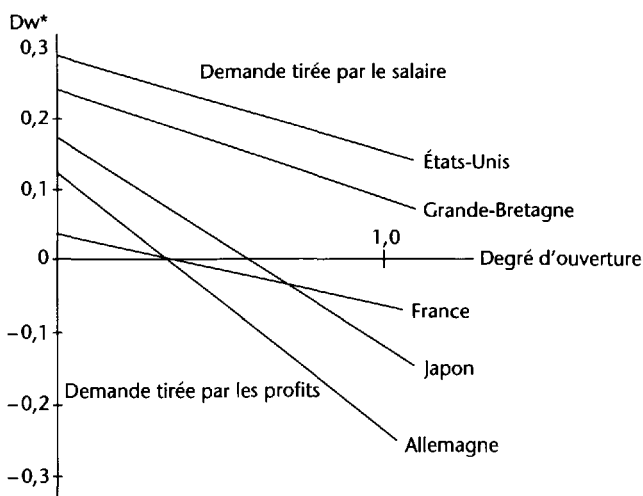 Dw*
0,3
Demande tirée par le salaire
0,2
États-Unis
0,1
Grande-Bretagne
1,0
0
Degré d'ouverture
France
−0,1
Japon
Demande tirée par les profits
−0,2
Allemagne
−0,3